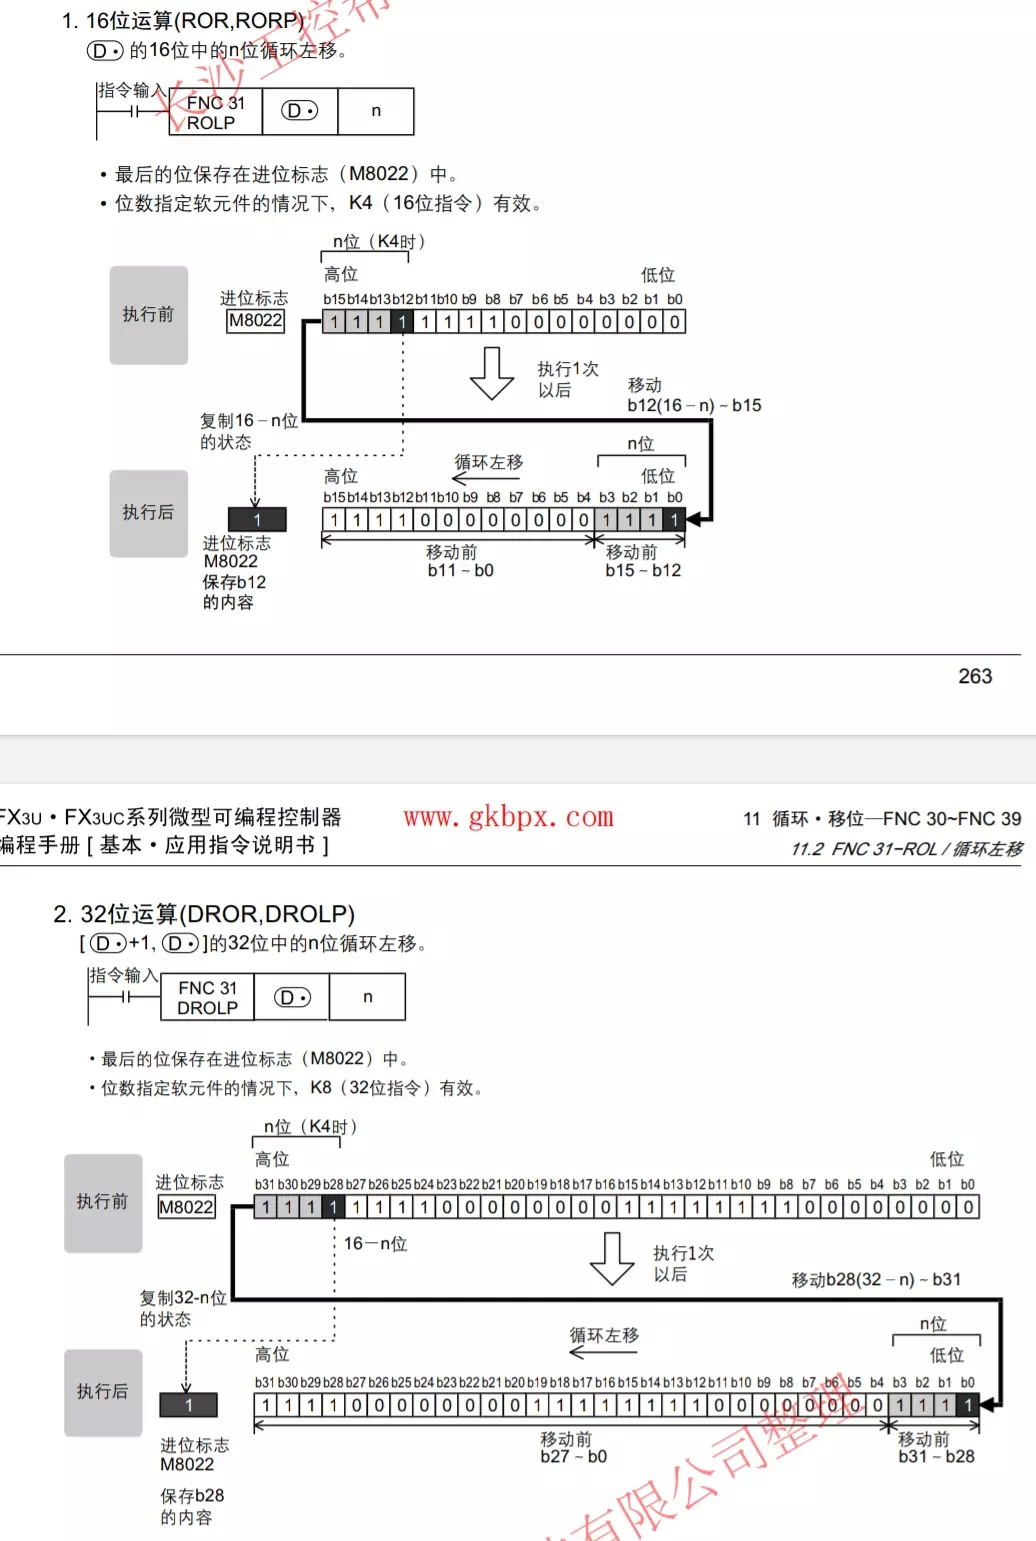 1. 16位运算(ROR,RORP)
D· 的16位中的n位循环左移。
指令输入
FNC 31
ROLP
D·
n
• 最后的位保存在进位标志（M8022）中。
• 位数指定软元件的情况下，K4（16位指令）有效。
n位（K4时）
高位 低位
执行前
进位标志
M8022
b15 b14 b13 b12 b11 b10 b9 b8 b7 b6 b5 b4 b3 b2 b1 b0
1 1 1 1 1 1 1 1 0 0 0 0 0 0 0 0
执行1次
以后
移动
b12(16－n)~b15
复制16－n位
的状态
n位
循环左移
高位 低位
执行后
b15 b14 b13 b12 b11 b10 b9 b8 b7 b6 b5 b4 b3 b2 b1 b0
1
1 1 1 1 0 0 0 0 0 0 0 0 1 1 1 1
进位标志
M8022
保存b12
的内容
移动前
b11~b0
移动前
b15~b12
263
FX3U・FX3UC系列微型可编程控制器
编程手册 [ 基本・应用指令说明书 ]
www.gkbpx.com
11 循环・移位—FNC 30~FNC 39
11.2 FNC 31-ROL / 循环左移
2. 32位运算(DROR,DROLP)
[ D·+1, D· ]的32位中的n位循环左移。
指令输入
FNC 31
DROLP
D·
n
• 最后的位保存在进位标志（M8022）中。
• 位数指定软元件的情况下，K8（32位指令）有效。
n位（K4时）
高位 低位
执行前
进位标志
M8022
b31 b30 b29 b28 b27 b26 b25 b24 b23 b22 b21 b20 b19 b18 b17 b16 b15 b14 b13 b12 b11 b10 b9 b8 b7 b6 b5 b4 b3 b2 b1 b0
1 1 1 1 1 1 1 1 0 0 0 0 0 0 0 0 1 1 1 1 1 1 1 1 0 0 0 0 0 0 0 0
16－n位
执行1次
以后
移动b28(32－n)~b31
复制32-n位
的状态
n位
循环左移
高位 低位
执行后
b31 b30 b29 b28 b27 b26 b25 b24 b23 b22 b21 b20 b19 b18 b17 b16 b15 b14 b13 b12 b11 b10 b9 b8 b7 b6 b5 b4 b3 b2 b1 b0
1
1 1 1 1 0 0 0 0 0 0 0 0 1 1 1 1 1 1 1 1 0 0 0 0 0 0 0 0 1 1 1 1
进位标志
M8022
保存b28
的内容
移动前
b27~b0
移动前
b31~b28
长沙工控帮
有限公司整理